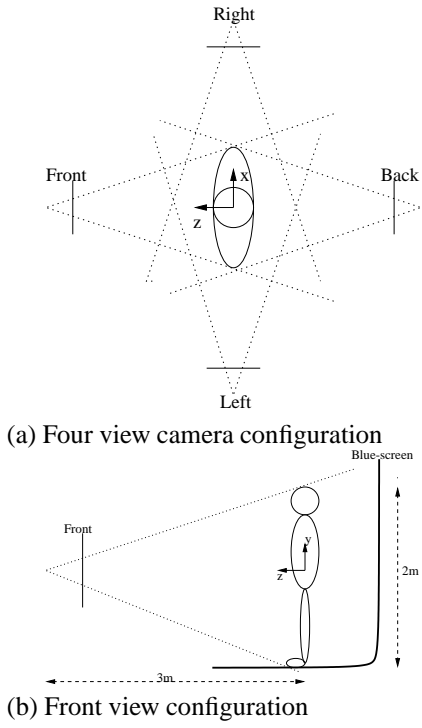 Right
Front
Back
x
z
Left
(a) Four view camera configuration
Blue-screen
Front
y
z
2m
3m
(b) Front view configuration